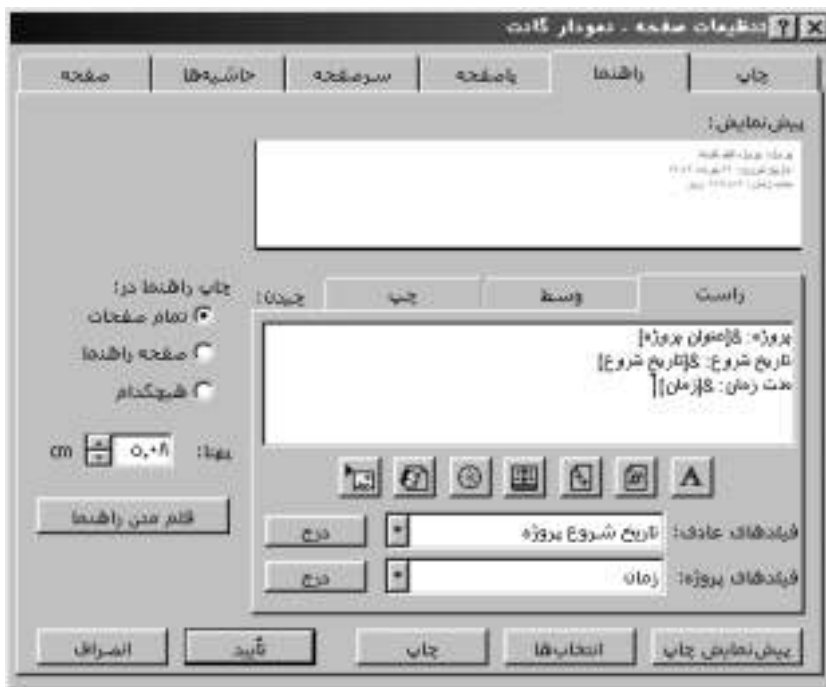 تنظیمات صفحه - نمودار گانت
صفحه حاشیه‌ها سرصفحه پاصفحه راهنما چاپ
پیش‌نمایش:
چاپ راهنما در:
تمام صفحات
صفحه راهنما
هیچکدام
پهنا: ۵,۰۸ cm
قلم متن راهنما
چیدن: چپ وسط راست
پروژه: &[عنوان پروژه]
تاریخ شروع: &[تاریخ شروع]
مدت زمان: &[زمان]
A
فیلدهای عادی: تاریخ شروع پروژه درج
فیلدهای پروژه: زمان درج
پیش‌نمایش چاپ انتخاب‌ها چاپ تأیید انصراف